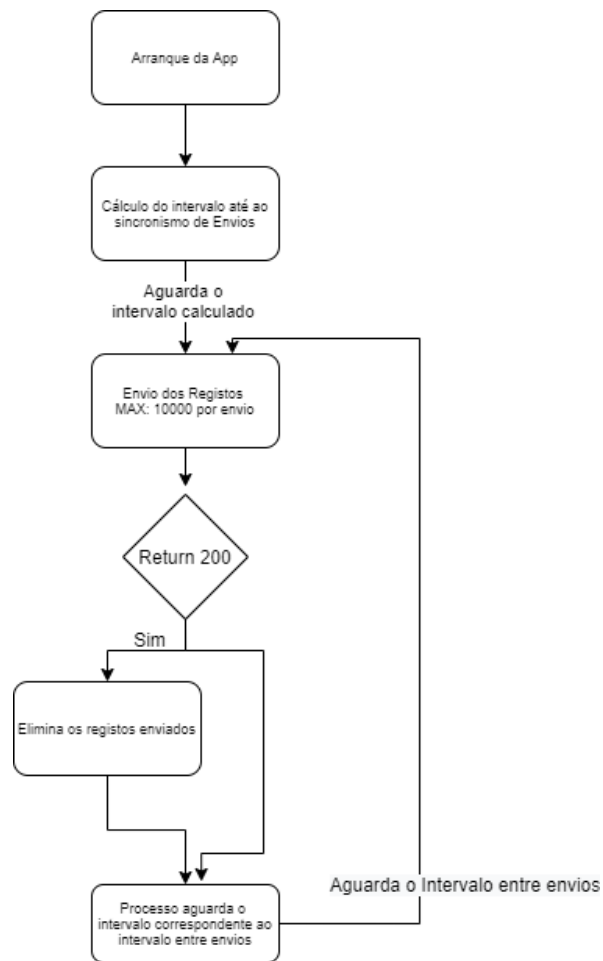 Arranque da App
Cálculo do intervalo até ao
sincronismo de Envios
Aguarda o
intervalo calculado
Envio dos Registos
MAX: 10000 por envio
Return 200
Sim
Elimina os registos enviados
Aguarda o Intervalo entre envios
Processo aguarda o
intervalo correspondente ao
intervalo entre envios